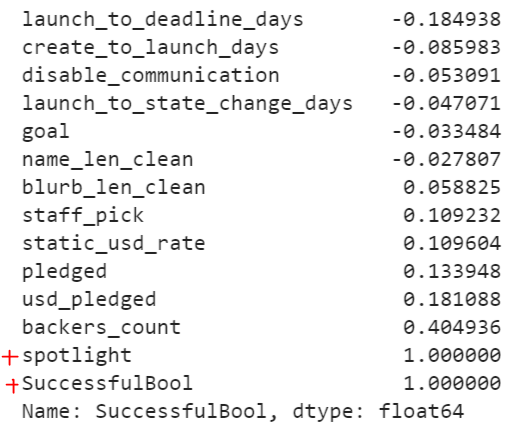 launch_to_deadline_days -0.184938
create_to_launch_days -0.085983
disable_communication -0.053091
launch_to_state_change_days -0.047071
goal -0.033484
name_len_clean -0.027807
blurb_len_clean 0.058825
staff_pick 0.109232
static_usd_rate 0.109604
pledged 0.133948
usd_pledged 0.181088
backers_count 0.404936
+spotlight 1.000000
+SuccessfulBool 1.000000
Name: SuccessfulBool, dtype: float64